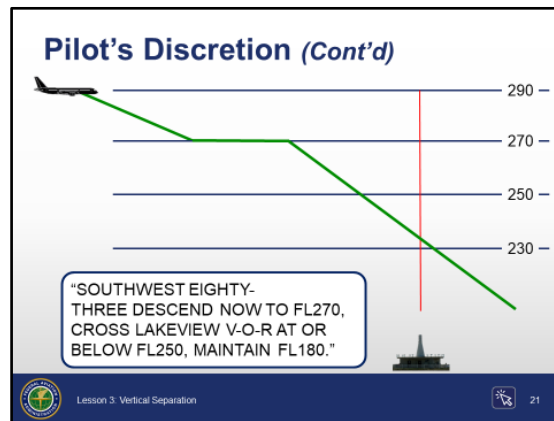 Pilot's Discretion (Cont'd)
290
270
250
230
"SOUTHWEST EIGHTY-
THREE DESCEND NOW TO FL270,
CROSS LAKEVIEW V-O-R AT OR
BELOW FL250, MAINTAIN FL180."
Lesson 3: Vertical Separation
21